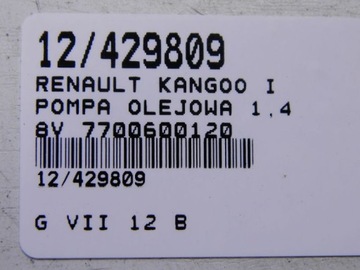 12/429809
RENAULT KANGOO I
POMPA OLEJOWA 1.4
8V 7700600120
12/429809
G VII 12 B